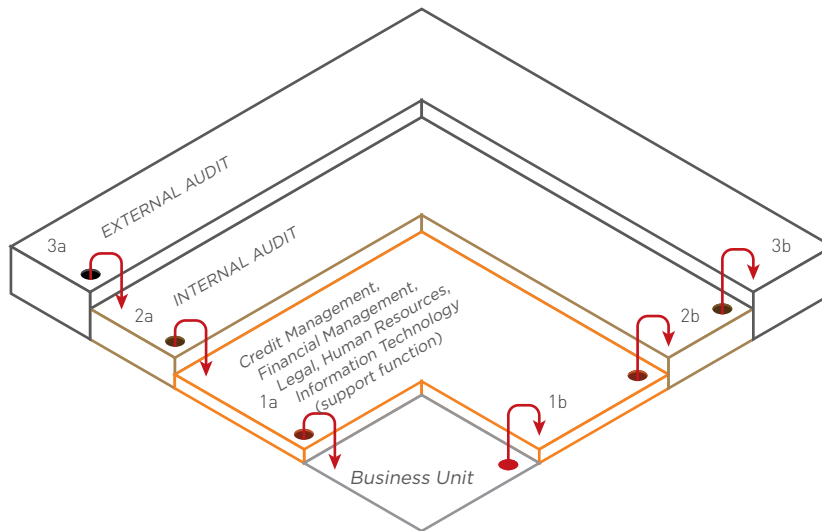 EXTERNAL AUDIT
3a
3b
INTERNAL AUDIT
2a
2b
Credit Management,
Financial Management,
Legal, Human Resources,
Information Technology
(support function)
1a
1b
Business Unit